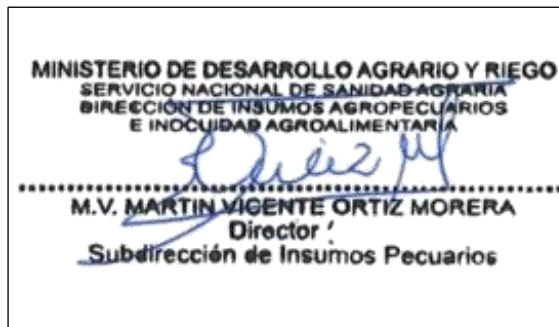 MINISTERIO DE DESARROLLO AGRARIO Y RIEGO
SERVICIO NACIONAL DE SANIDAD AGRARIA
DIRECCIÓN DE INSUMOS AGROPECUARIOS
E INOCUIDAD AGROALIMENTARIA
M.V. MARTIN VICENTE ORTIZ MORERA
Director
Subdirección de Insumos Pecuarios